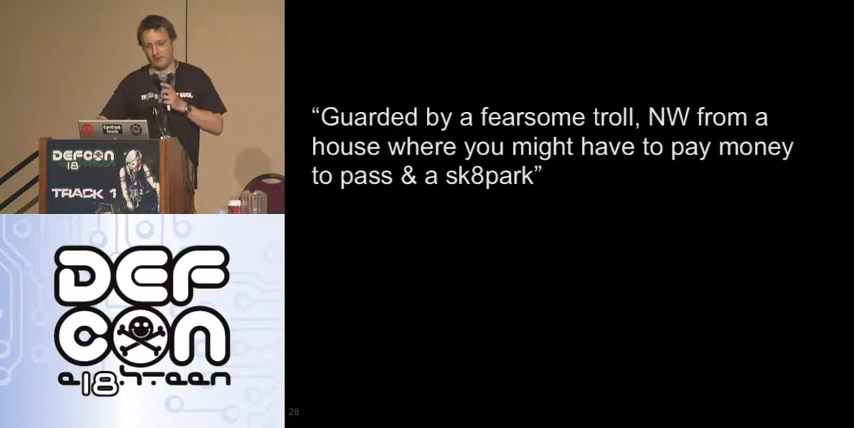 DEFCON
18
TRACK 1
DEF
CON
“Guarded by a fearsome troll, NW from a
house where you might have to pay money
to pass & a sk8park”
28